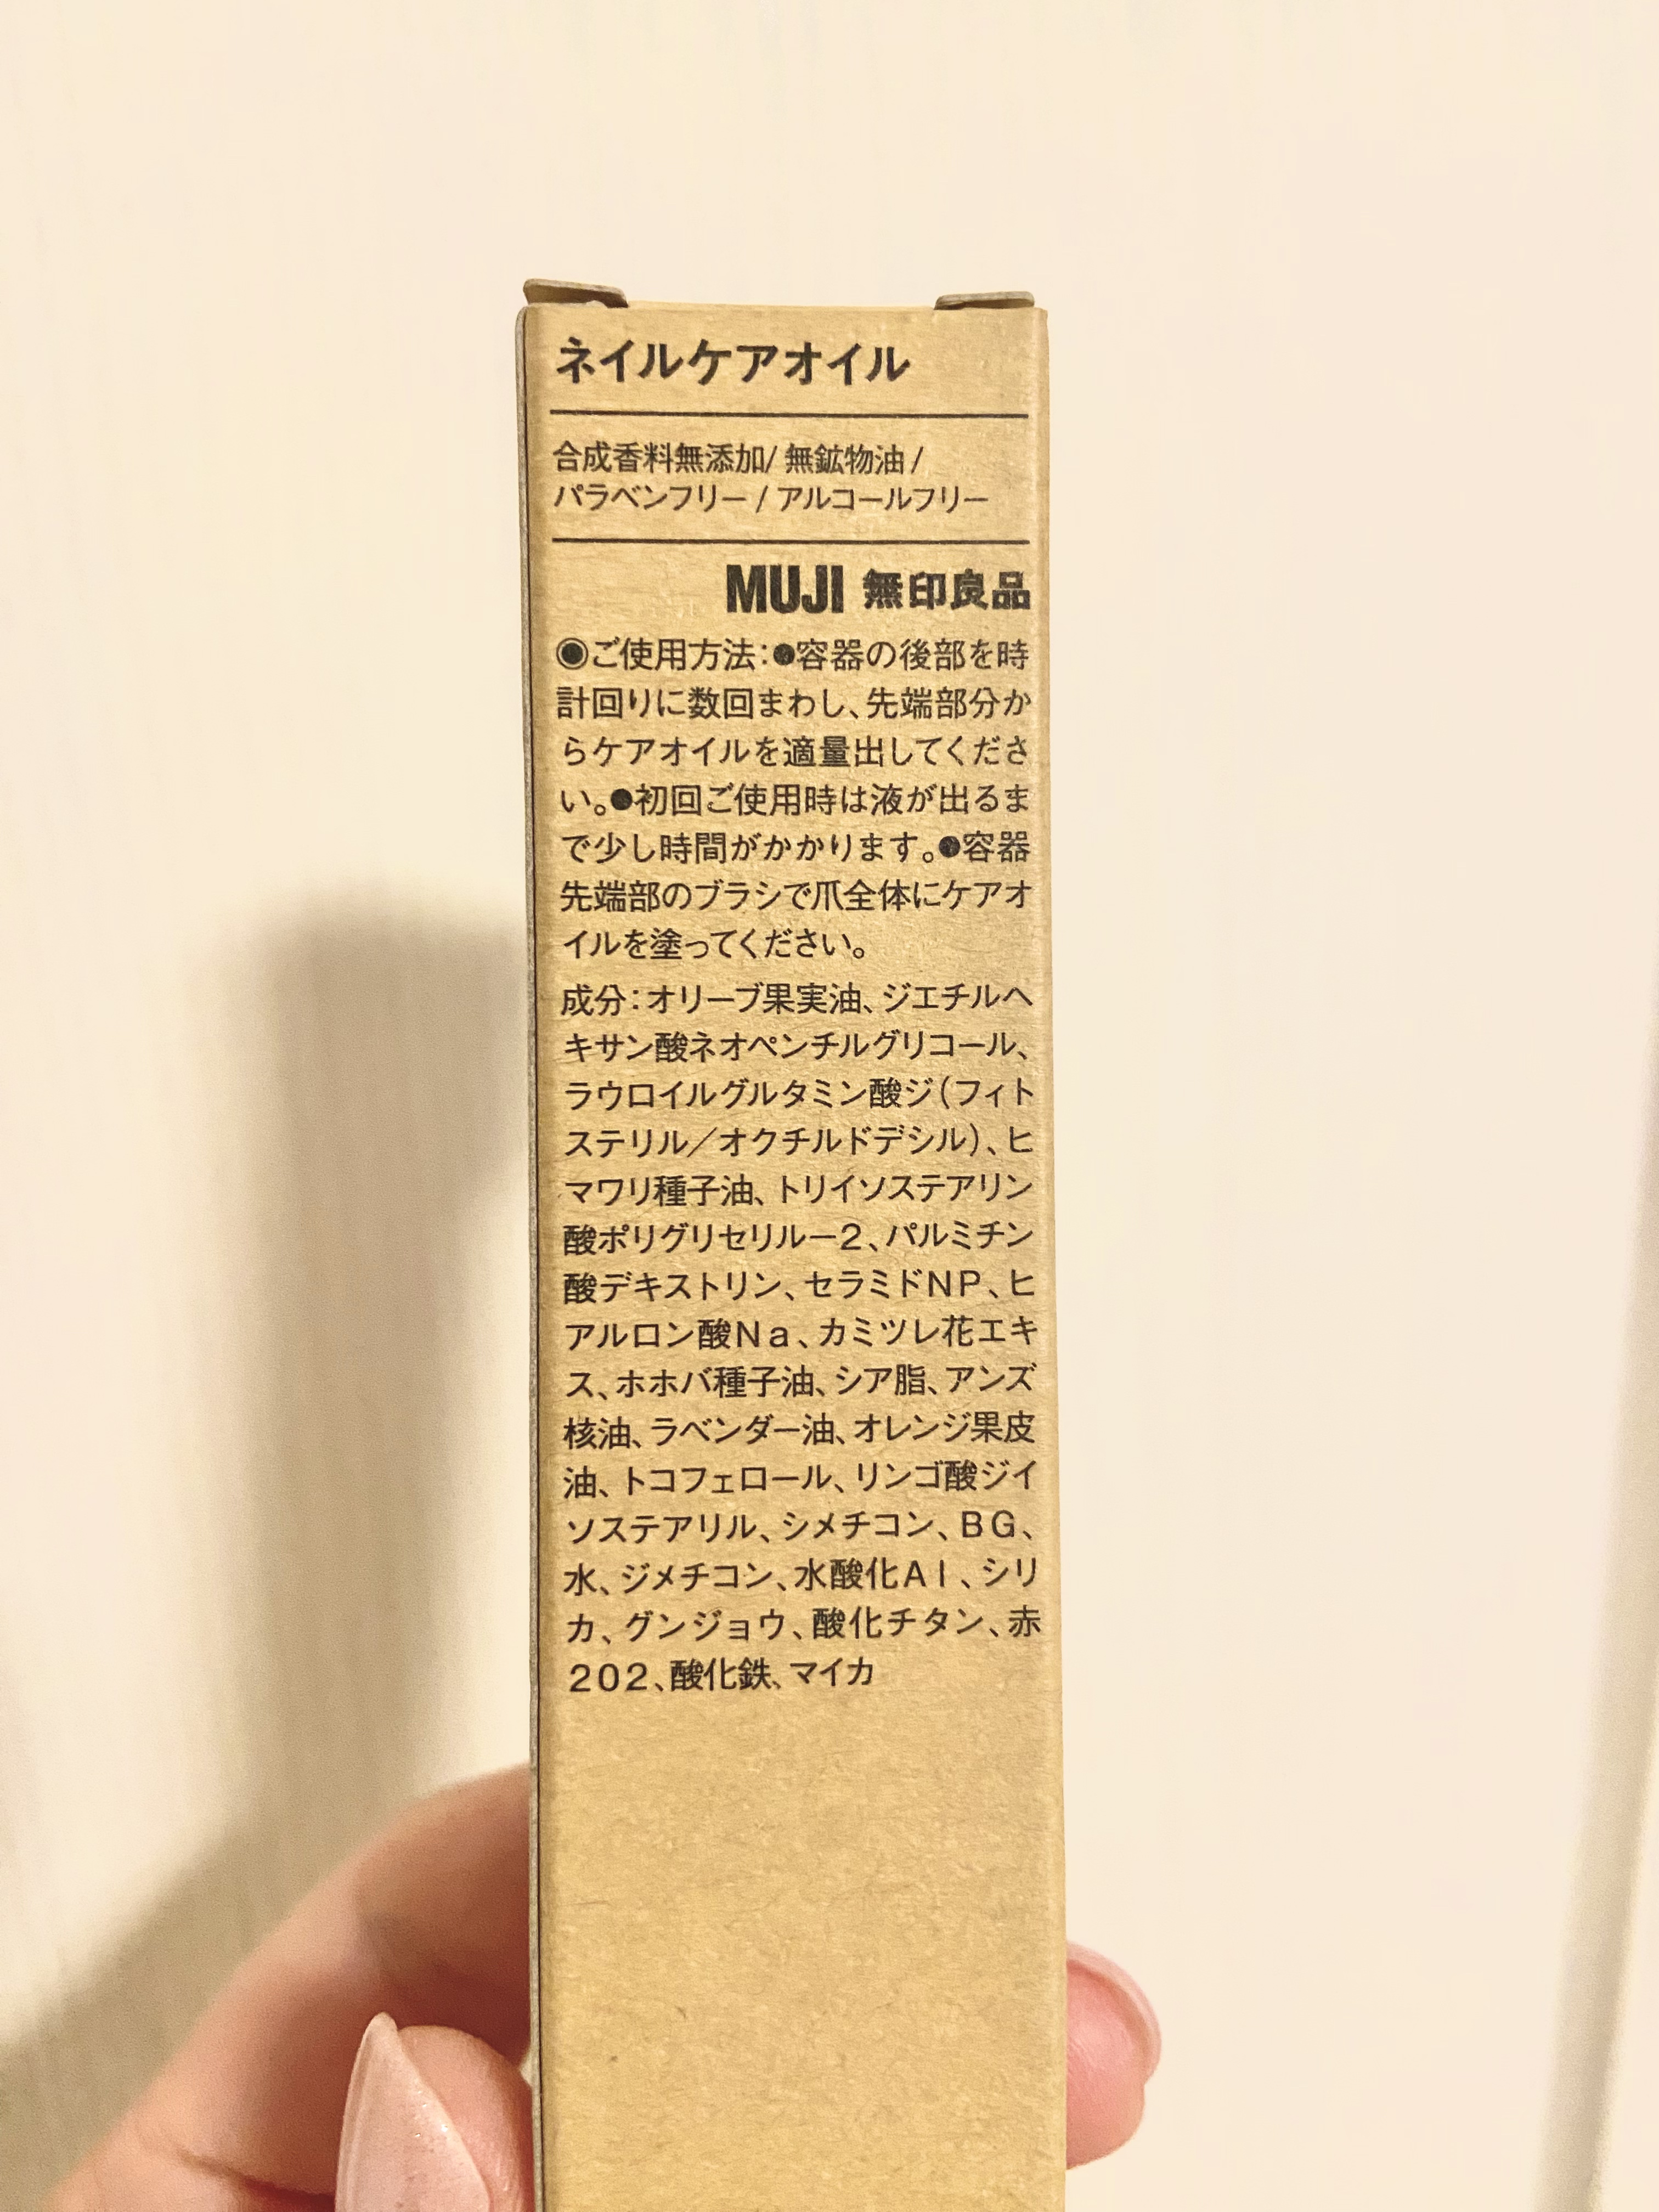 ネイルケアオイル
合成香料無添加/ 無鉱物油 /
パラベンフリー / アルコールフリー
MUJI 無印良品
◉ご使用方法:●容器の後部を時
計回りに数回まわし、先端部分か
らケアオイルを適量出してくださ
い。●初回ご使用時は液が出るま
で少し時間がかかります。●容器
先端部のブラシで爪全体にケアオ
イルを塗ってください。
成分:オリーブ果実油、ジエチルヘ
キサン酸ネオペンチルグリコール、
ラウロイルグルタミン酸ジ(フィト
ステリル/オクチルドデシル)、ヒ
マワリ種子油、トリイソステアリン
酸ポリグリセリルー2、パルミチン
酸デキストリン、セラミドNP、ヒ
アルロン酸Na、カミツレ花エキ
ス、ホホバ種子油、シア脂、アンズ
核油、ラベンダー油、オレンジ果皮
油、トコフェロール、リンゴ酸ジイ
ソステアリル、シメチコン、BG、
水、ジメチコン、水酸化Al、シリ
カ、グンジョウ、酸化チタン、赤
202、酸化鉄、マイカ